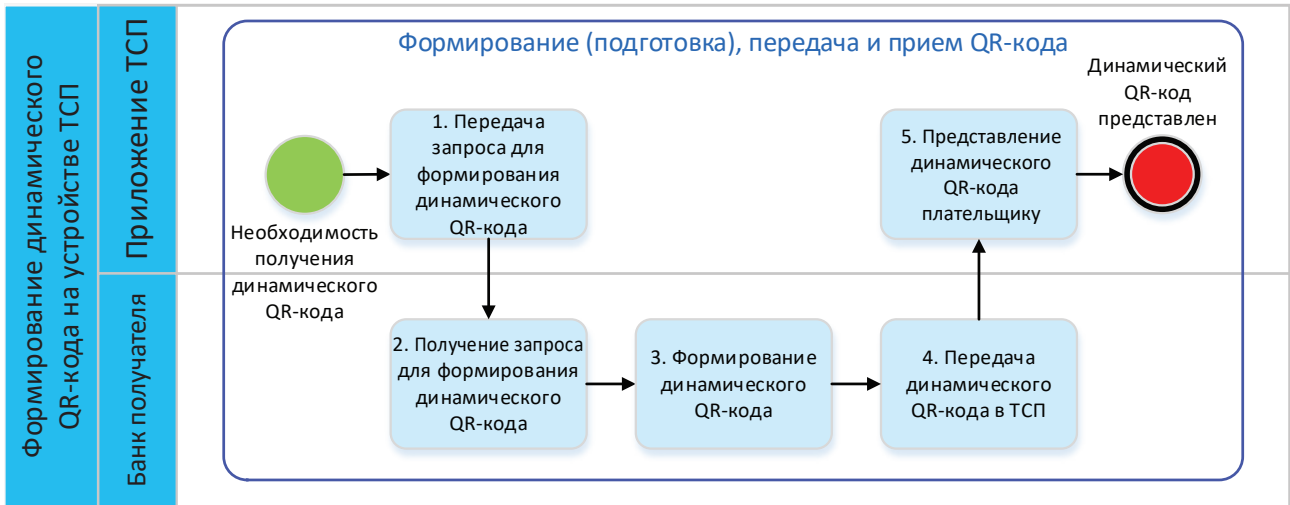 Формирование динамического
QR-кода на устройстве ТСП
Приложение ТСП
Банк получателя
Формирование (подготовка), передача и прием QR-кода
Необходимость
получения
динамического
QR-кода
1. Передача
запроса для
формирования
динамического
QR-кода
2. Получение запроса
для формирования
динамического
QR-кода
3. Формирование
динамического
QR-кода
4. Передача
динамического
QR-кода в ТСП
5. Представление
динамического
QR-кода
плательщику
Динамический
QR-код
представлен